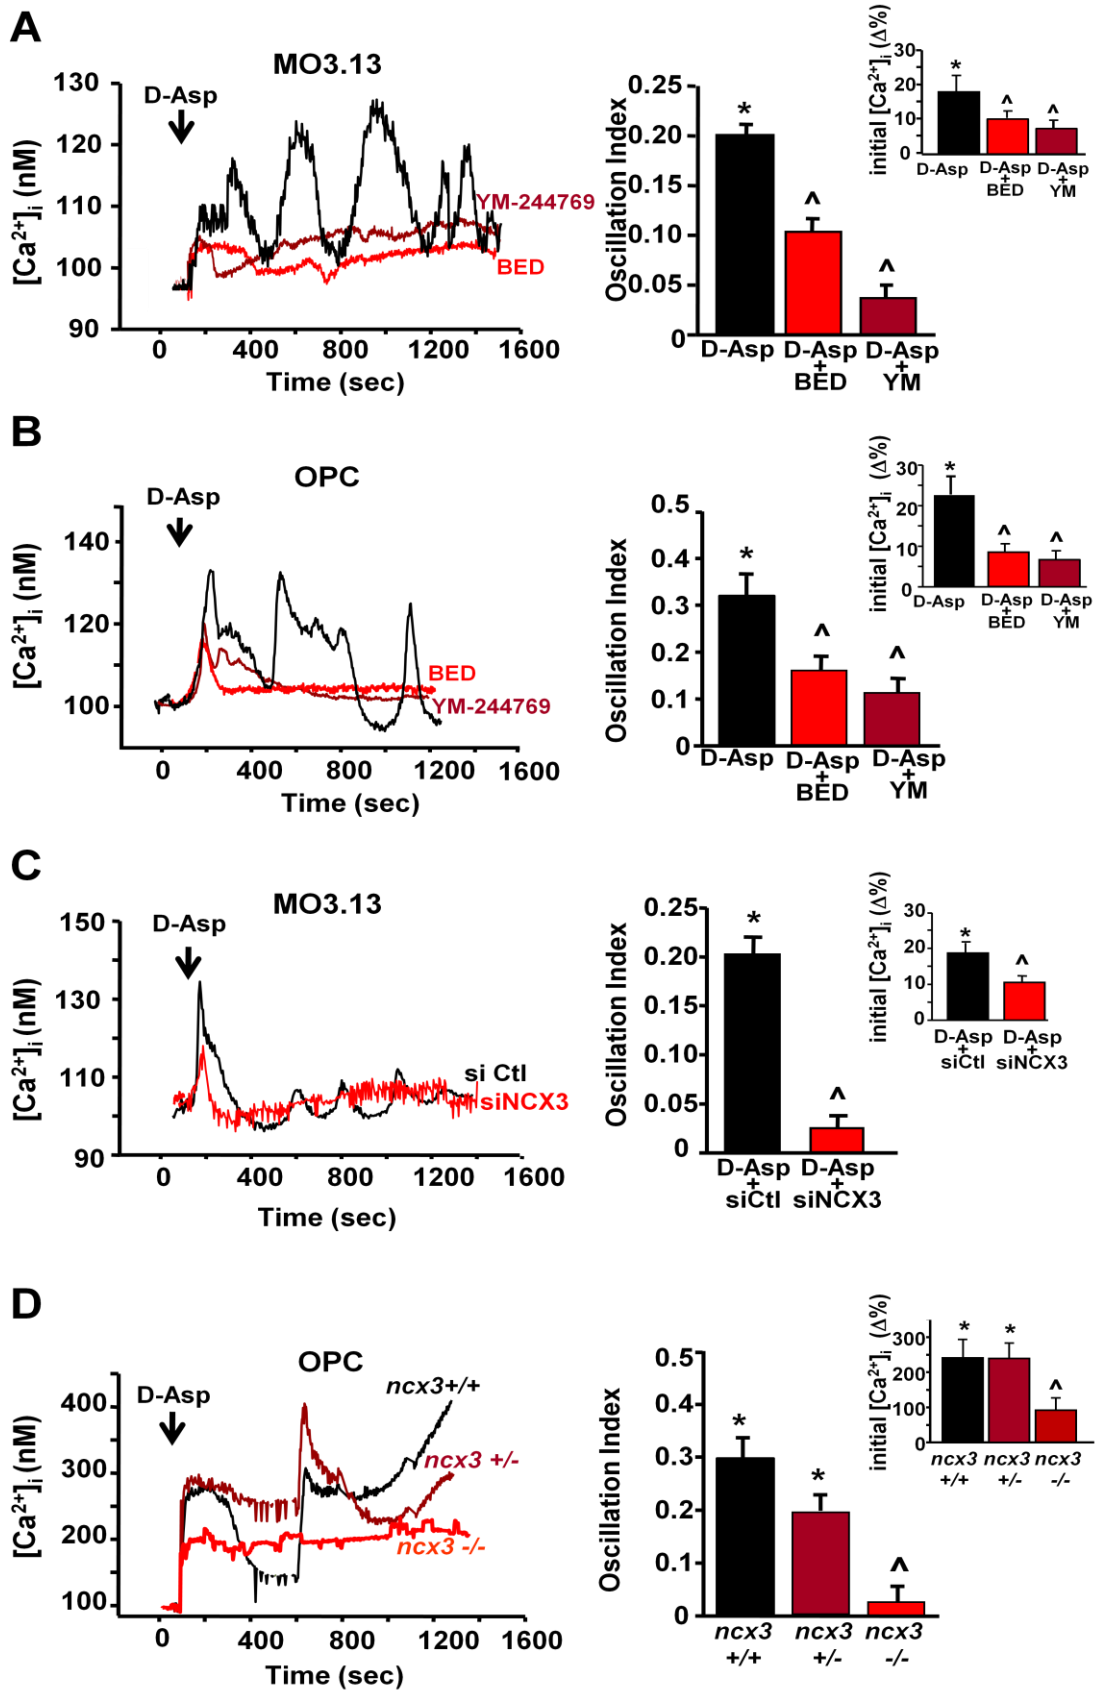 A
MO3.13
D-Asp
[Ca²⁺]ᵢ (nM)
130
120
110
100
90
YM-244769
BED
0 400 800 1200 1600
Time (sec)
Oscillation Index
0.25
0.20
0.15
0.10
0.05
0
*
^
^
D-Asp D-Asp D-Asp
+ +
BED YM
initial [Ca²⁺]ᵢ (Δ%)
30
20
10
0
*
^
^
D-Asp D-Asp D-Asp
+ +
BED YM
B
OPC
D-Asp
[Ca²⁺]ᵢ (nM)
140
120
100
BED
YM-244769
0 400 800 1200 1600
Time (sec)
Oscillation Index
0.5
0.4
0.3
0.2
0.1
0
*
^
^
D-Asp D-Asp D-Asp
+ +
BED YM
initial [Ca²⁺]ᵢ (Δ%)
30
20
10
0
*
^
^
D-Asp D-Asp D-Asp
+ +
BED YM
C
MO3.13
D-Asp
[Ca²⁺]ᵢ (nM)
150
130
110
90
si Ctl
siNCX3
0 400 800 1200 1600
Time (sec)
Oscillation Index
0.25
0.20
0.15
0.10
0.05
0
*
^
D-Asp D-Asp
+ +
siCtl siNCX3
initial [Ca²⁺]ᵢ (Δ%)
30
20
10
0
*
^
D-Asp D-Asp
+ +
siCtl siNCX3
D
OPC
D-Asp
[Ca²⁺]ᵢ (nM)
400
300
200
100
ncx3+/+
ncx3 +/-
ncx3 -/-
0 400 800 1200 1600
Time (sec)
Oscillation Index
0.5
0.4
0.3
0.2
0.1
0
*
*
^
ncx3 ncx3 ncx3
+/+ +/- -/-
initial [Ca²⁺]ᵢ (Δ%)
300
200
100
0
*
*
^
ncx3 ncx3 ncx3
+/+ +/- -/-